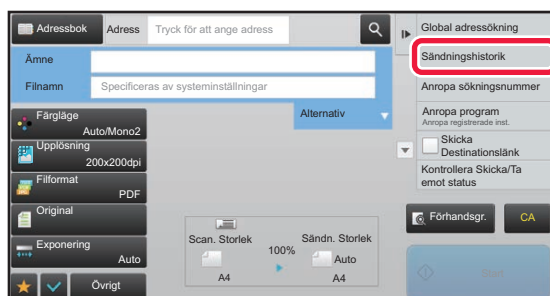 Adressbok
Adress
Tryck för att ange adress
Ämne
Filnamn
Specificeras av systeminställningar
Alternativ
Färgläge
Auto/Mono2
Upplösning
200x200dpi
Filformat
PDF
Original
Exponering
Auto
Övrigt
Scan. Storlek
A4
100%
Sändn. Storlek
Auto
A4
Global adressökning
Sändningshistorik
Anropa sökningsnummer
Anropa program
Anropa registrerade inst.
Skicka
Destinationslänk
Kontrollera Skicka/Ta
emot status
Förhandsgr.
CA
Start